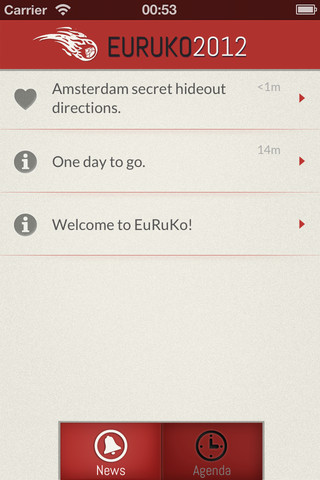 Carrier 00:53
EURUKO2012
Amsterdam secret hideout <1m
directions.
One day to go. 14m
Welcome to EuRuKo!
News Agenda